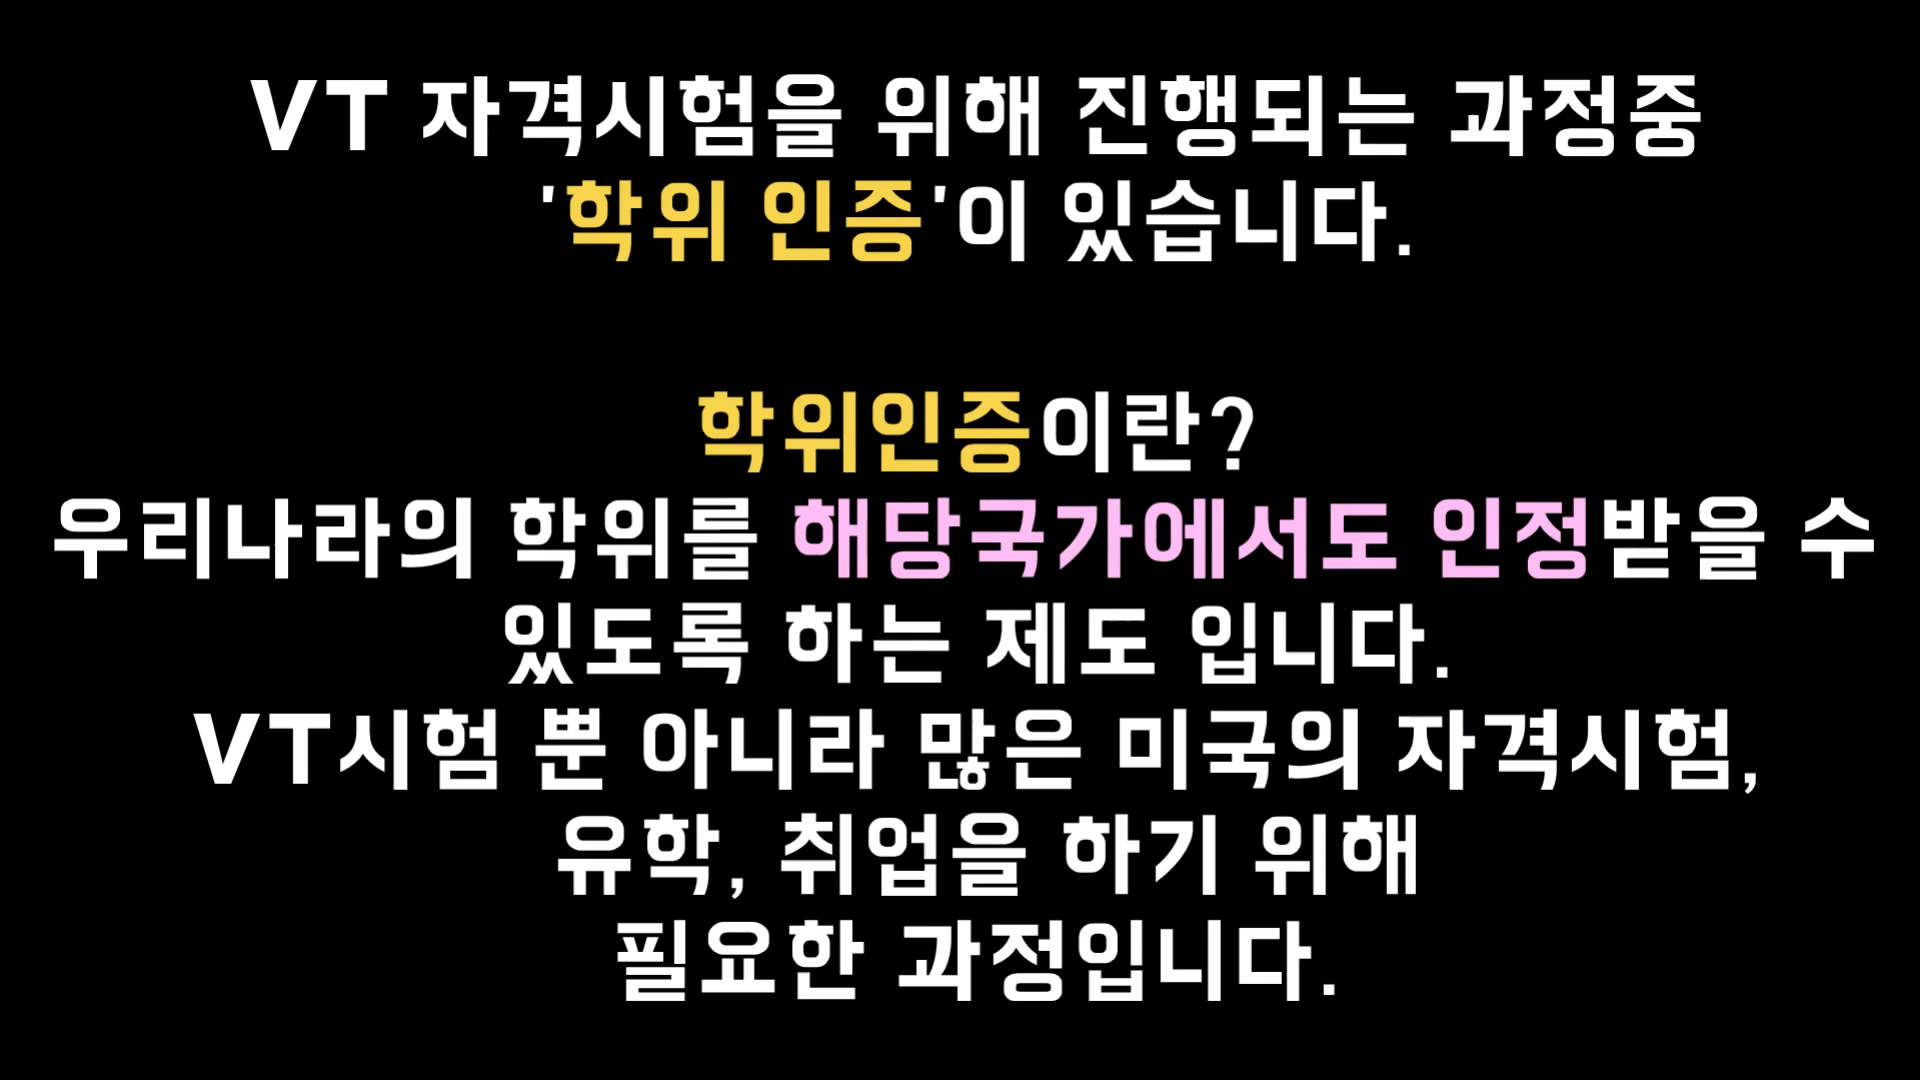 VT 자격시험을 위해 진행되는 과정중
'학위 인증'이 있습니다.
학위인증이란?
우리나라의 학위를 해당국가에서도 인정받을 수
있도록 하는 제도 입니다.
VT시험 뿐 아니라 많은 미국의 자격시험,
유학, 취업을 하기 위해
필요한 과정입니다.